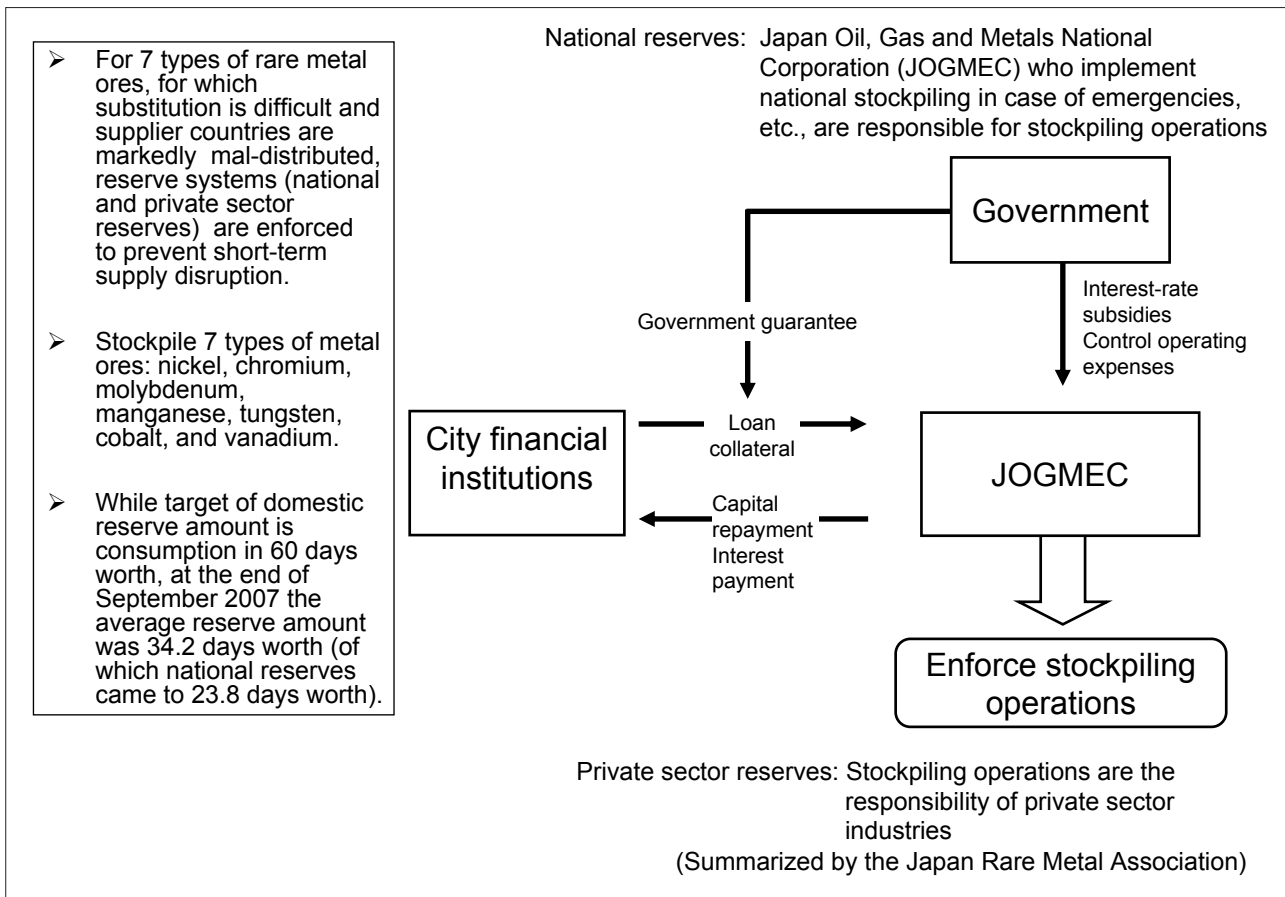 ➢ For 7 types of rare metal
ores, for which
substitution is difficult and
supplier countries are
markedly mal-distributed,
reserve systems (national
and private sector
reserves) are enforced
to prevent short-term
supply disruption.
➢ Stockpile 7 types of metal
ores: nickel, chromium,
molybdenum,
manganese, tungsten,
cobalt, and vanadium.
➢ While target of domestic
reserve amount is
consumption in 60 days
worth, at the end of
September 2007 the
average reserve amount
was 34.2 days worth (of
which national reserves
came to 23.8 days worth).
National reserves: Japan Oil, Gas and Metals National
Corporation (JOGMEC) who implement
national stockpiling in case of emergencies,
etc., are responsible for stockpiling operations
Government
Interest-rate
subsidies
Control operating
expenses
Government guarantee
City financial
institutions
Loan
collateral
JOGMEC
Capital
repayment
Interest
payment
Enforce stockpiling
operations
Private sector reserves: Stockpiling operations are the
responsibility of private sector
industries
(Summarized by the Japan Rare Metal Association)